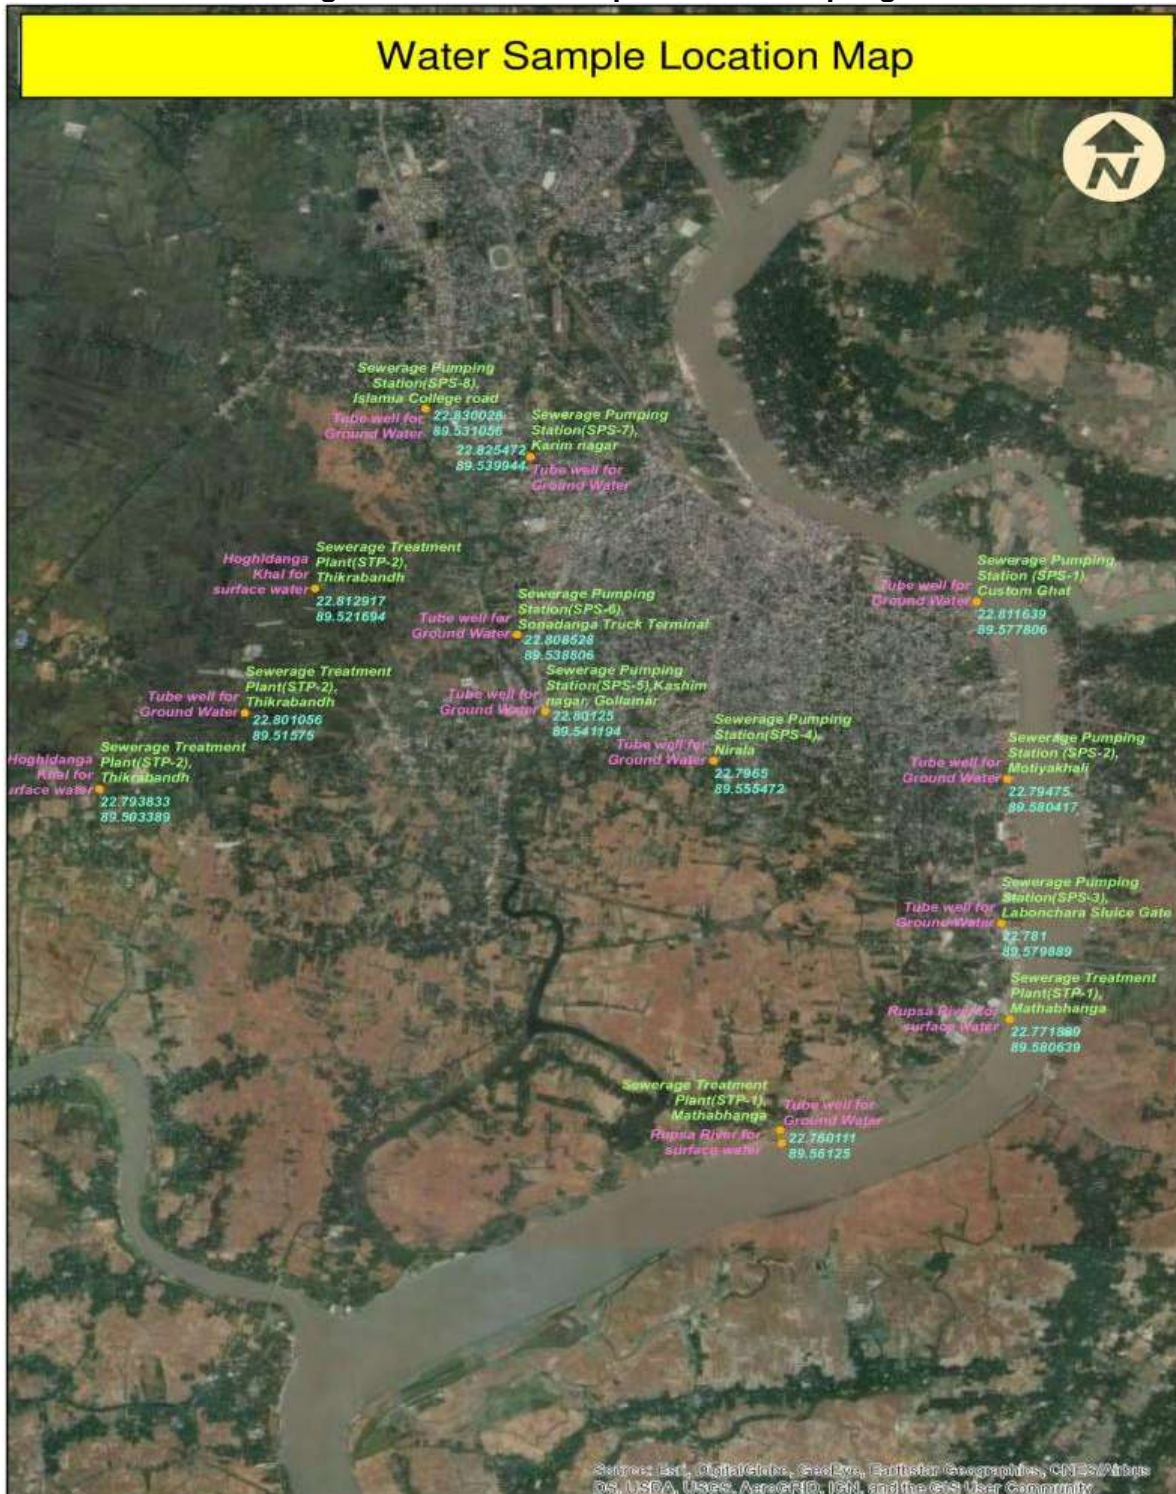 Water Sample Location Map
N
Sewerage Pumping
Station(SPS-8),
Islamia College road
Tube well for
Ground Water
22.830028
89.531056
Sewerage Pumping
Station(SPS-7),
Karim nagar
22.825472
89.539944
Tube well for
Ground Water
Hoghidanga
Khal for
surface water
Sewerage Treatment
Plant(STP-2),
Thikrabandh
22.812917
89.521694
Sewerage Pumping
Station (SPS-1),
Custom Ghat
Tube well for
Ground Water
22.811639
89.577806
Sewerage Pumping
Station(SPS-6),
Sonadanga Truck Terminal
Tube well for
Ground Water
22.808528
89.538806
Sewerage Treatment
Plant(STP-2),
Thikrabandh
Tube well for
Ground Water
22.801056
89.51575
Sewerage Pumping
Station(SPS-5),Kashim
nagar, Gollamar
Tube well for
Ground Water
22.80125
89.541194
Sewerage Pumping
Station(SPS-4),
Nirala
Tube well for
Ground Water
22.7965
89.555472
Sewerage Pumping
Station (SPS-2),
Motiyakhali
Tube well for
Ground Water
22.79475
89.580417
Hoghidanga
Khal for
urface water
Sewerage Treatment
Plant(STP-2),
Thikrabandh
22.793833
89.503389
Sewerage Pumping
Station(SPS-3),
Labonchara Sluice Gate
Tube well for
Ground Water
22.781
89.579889
Sewerage Treatment
Plant(STP-1),
Mathabhanga
Rupsa River for
surface water
22.771889
89.580639
Sewerage Treatment
Plant(STP-1),
Mathabhanga
Tube well for
Ground Water
Rupsa River for
surface water
22.760111
89.56125
Source: Esri, DigitalGlobe, GeoEye, Earthstar Geographics, CNES/Airbus
DS, USDA, USGS, AeroGRID, IGN, and the GIS User Community